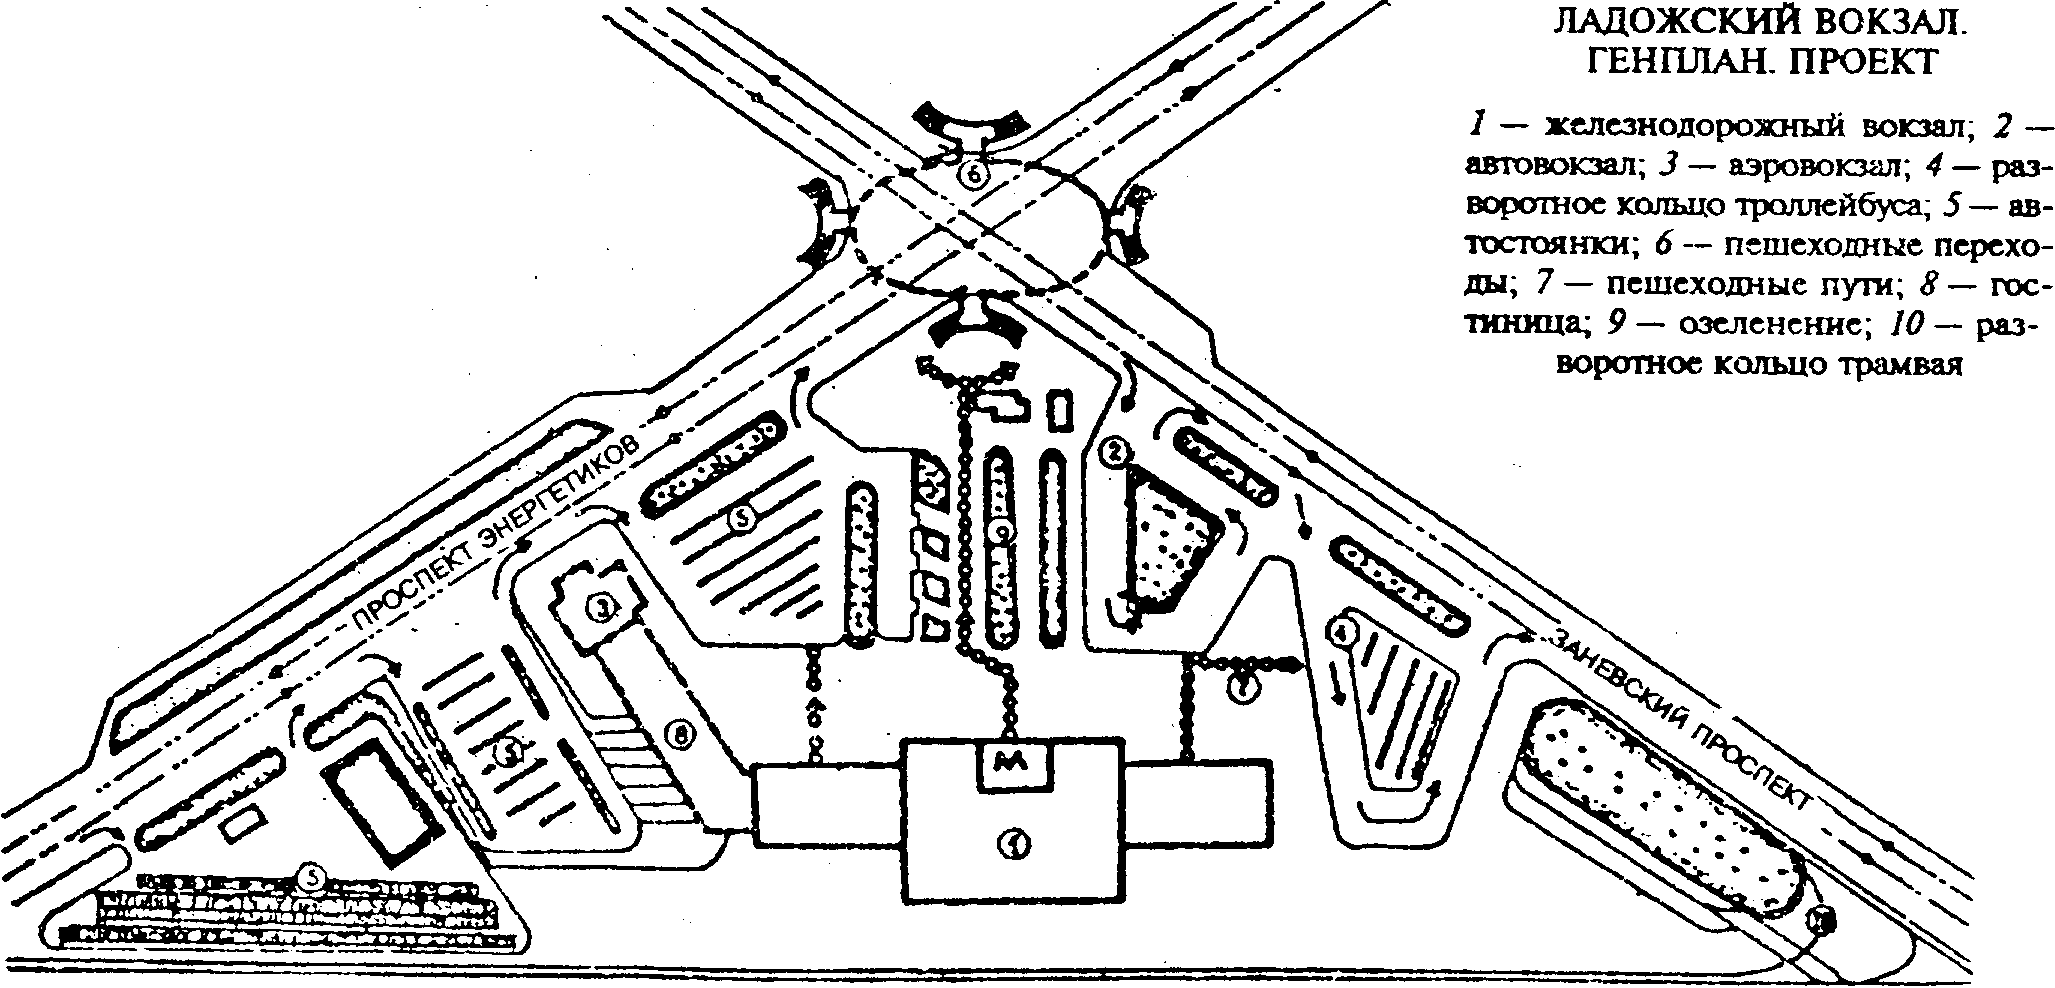 ЛАДОЖСКИЙ ВОКЗАЛ.
ГЕНПЛАН. ПРОЕКТ
1 — железнодорожный вокзал; 2 —
автовокзал; 3 — аэровокзал; 4 — раз-
воротное кольцо троллейбуса; 5 — ав-
тостоянки; 6 — пешеходные перехо-
ды; 7 — пешеходные пути; 8 — гос-
тиница; 9 — озеленение; 10 — раз-
воротное кольцо трамвая
6
ПРОСПЕКТ ЭНЕРГЕТИКОВ
2
5
3
4
ЗАНЕВСКИЙ ПРОСПЕКТ
7
8
5
М
1
5